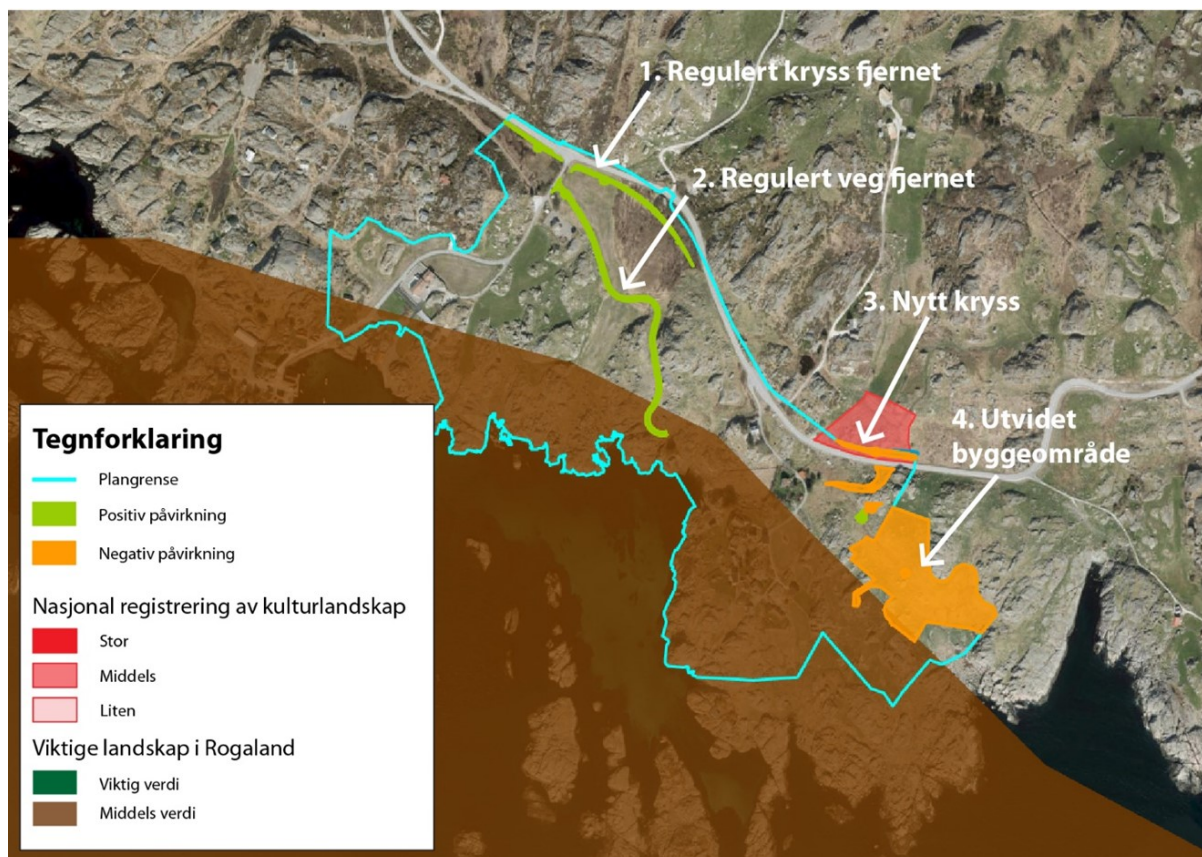 1. Regulert kryss fjernet
2. Regulert veg fjernet
3. Nytt kryss
4. Utvidet
byggeområde
Tegnforklaring
Plangrense
Positiv påvirkning
Negativ påvirkning
Nasjonal registrering av kulturlandskap
Stor
Middels
Liten
Viktige landskap i Rogaland
Viktig verdi
Middels verdi